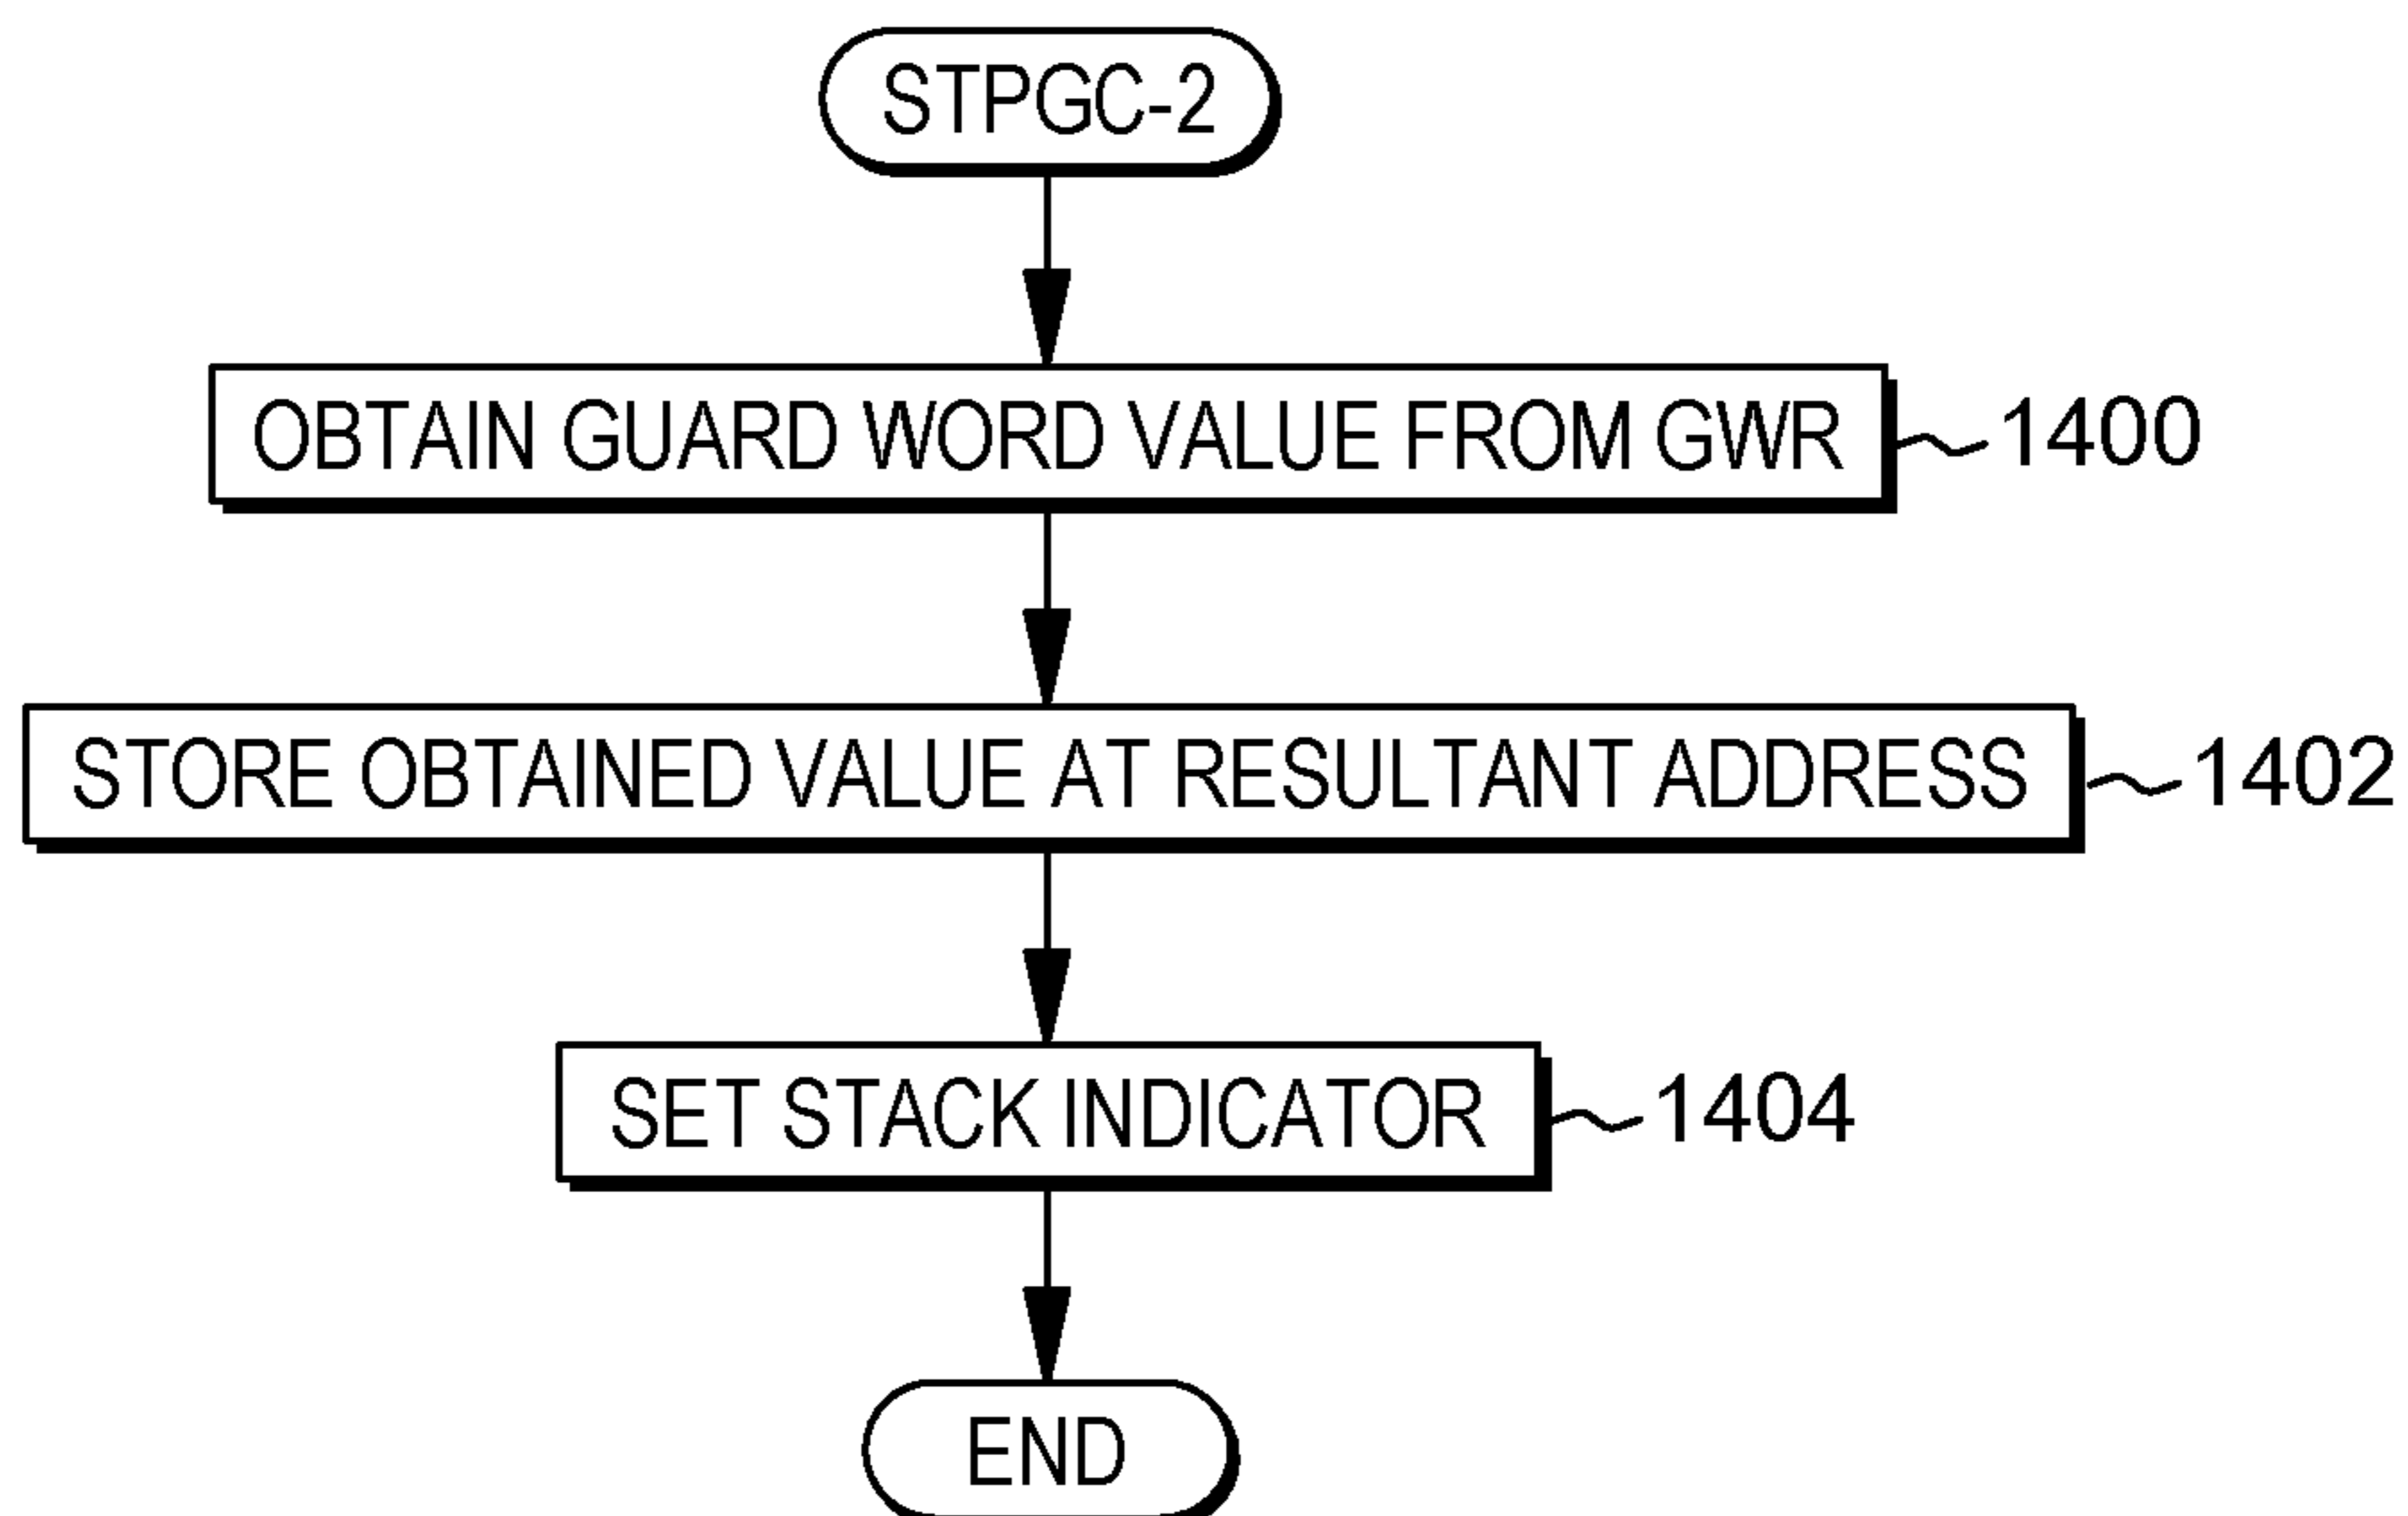 STPGC-2
OBTAIN GUARD WORD VALUE FROM GWR 1400
STORE OBTAINED VALUE AT RESULTANT ADDRESS 1402
SET STACK INDICATOR 1404
END